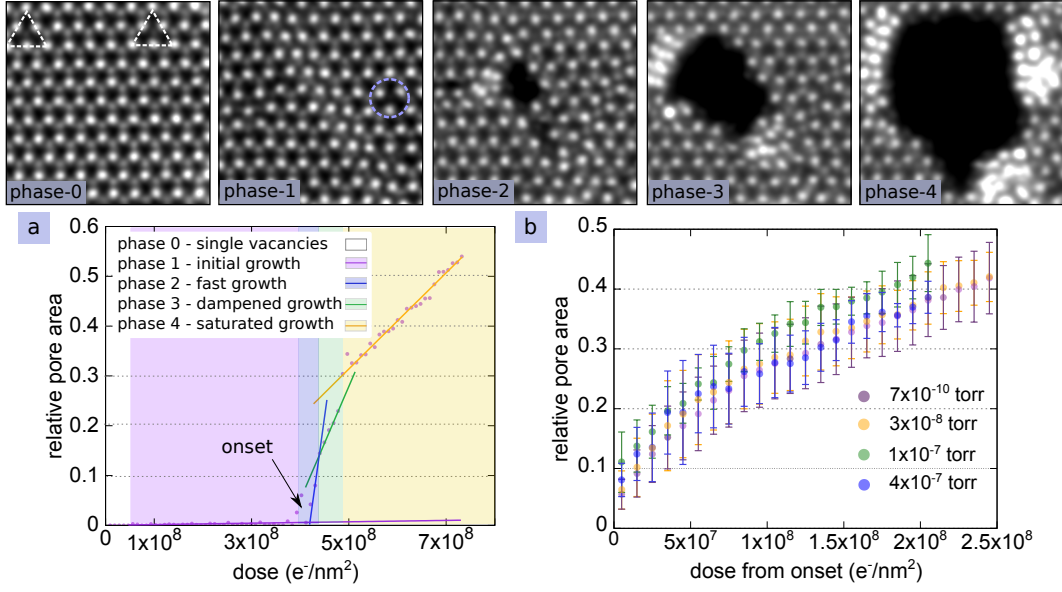 phase-0
phase-1
phase-2
phase-3
phase-4
a
relative pore area
0.6
0.5
0.4
0.3
0.2
0.1
0
phase 0 - single vacancies
phase 1 - initial growth
phase 2 - fast growth
phase 3 - dampened growth
phase 4 - saturated growth
onset
0
1x10⁸
3x10⁸
5x10⁸
7x10⁸
dose (e⁻/nm²)
b
relative pore area
0.5
0.4
0.3
0.2
0.1
0
7x10⁻¹⁰ torr
3x10⁻⁸ torr
1x10⁻⁷ torr
4x10⁻⁷ torr
0
5x10⁷
1x10⁸
1.5x10⁸
2x10⁸
2.5x10⁸
dose from onset (e⁻/nm²)